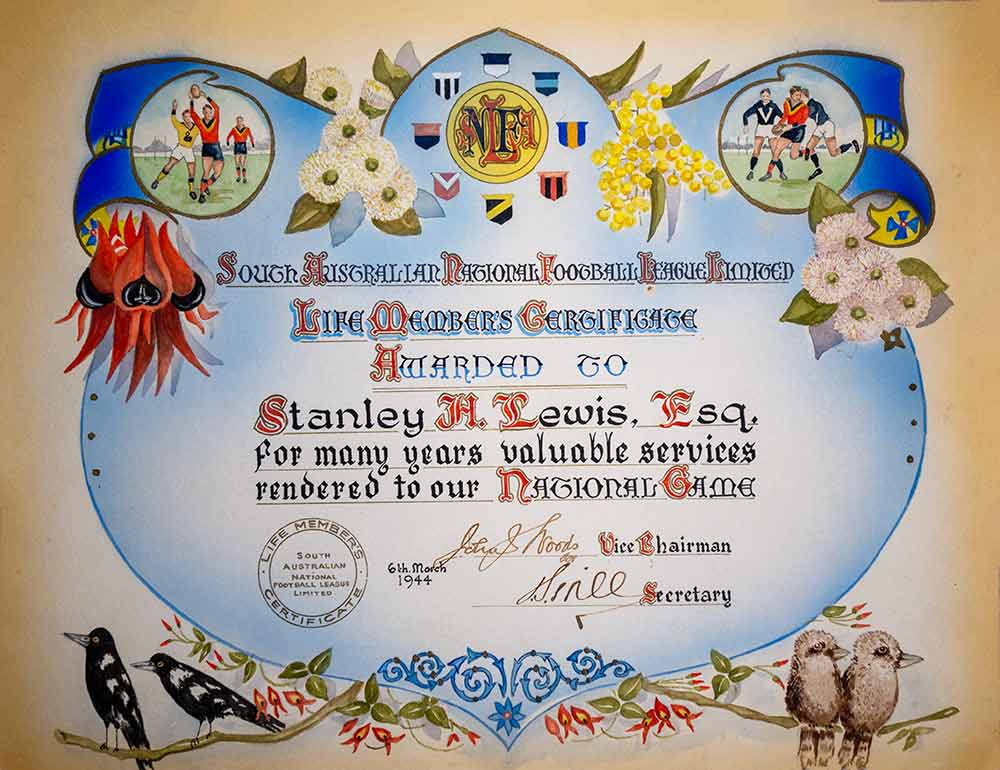 SOUTH AUSTRALIAN NATIONAL FOOTBALL LEAGUE LIMITED
LIFE MEMBER'S CERTIFICATE
AWARDED TO
Stanley H. Lewis, Esq.
for many years valuable services
rendered to our NATIONAL GAME
LIFE MEMBER'S CERTIFICATE
SOUTH
AUSTRALIAN
NATIONAL
FOOTBALL LEAGUE
LIMITED
6th. March
1944
John J Woods
Vice Chairman
Secretary